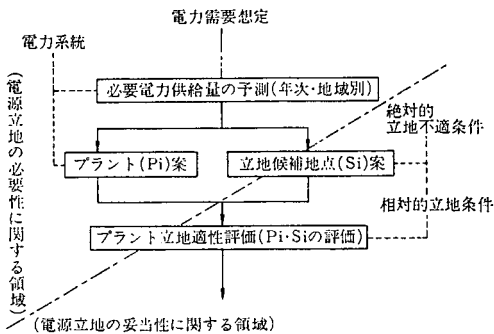 電力需要想定
電力系統
必要電力供給量の予測(年次・地域別)
絶対的
立地不適条件
プラント(Pi)案
立地候補地点(Si)案
相対的立地条件
プラント立地適性評価(Pi・Siの評価)
(電源立地の必要性に関する領域)
(電源立地の妥当性に関する領域)